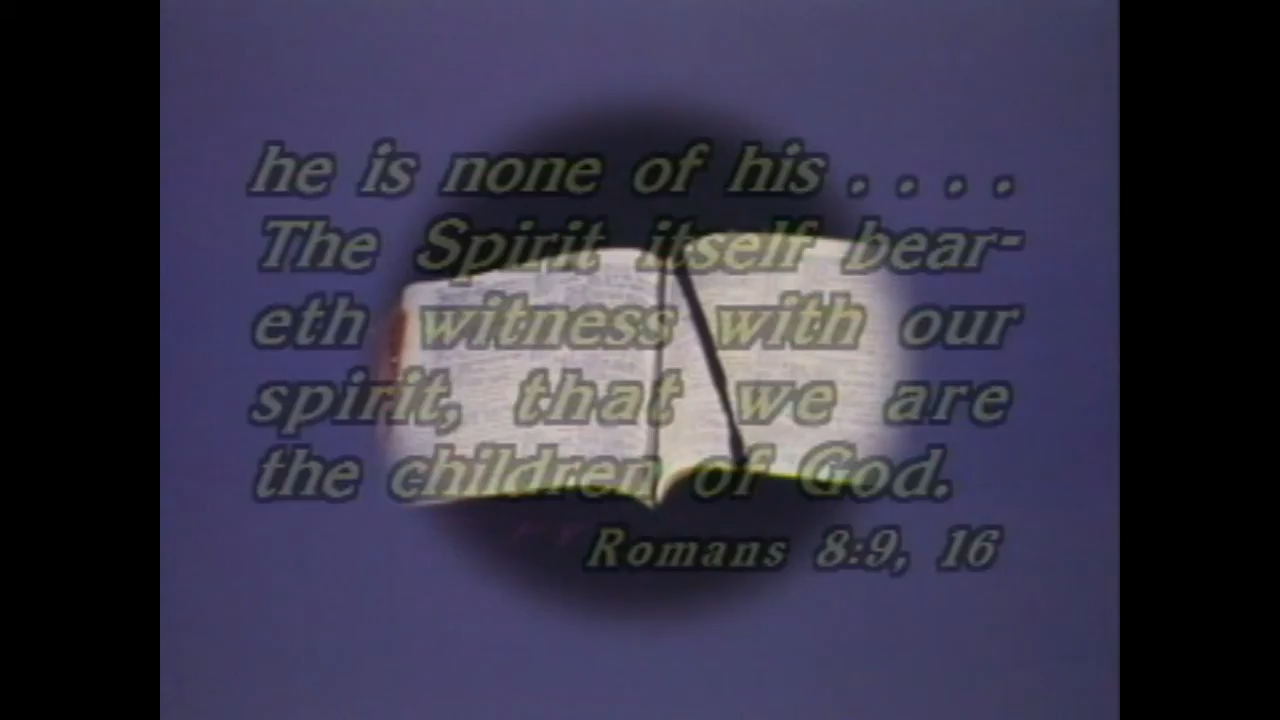 he is none of his . . . .
The Spirit itself bear-
eth witness with our
spirit, that we are
the children of God.
Romans 8:9, 16